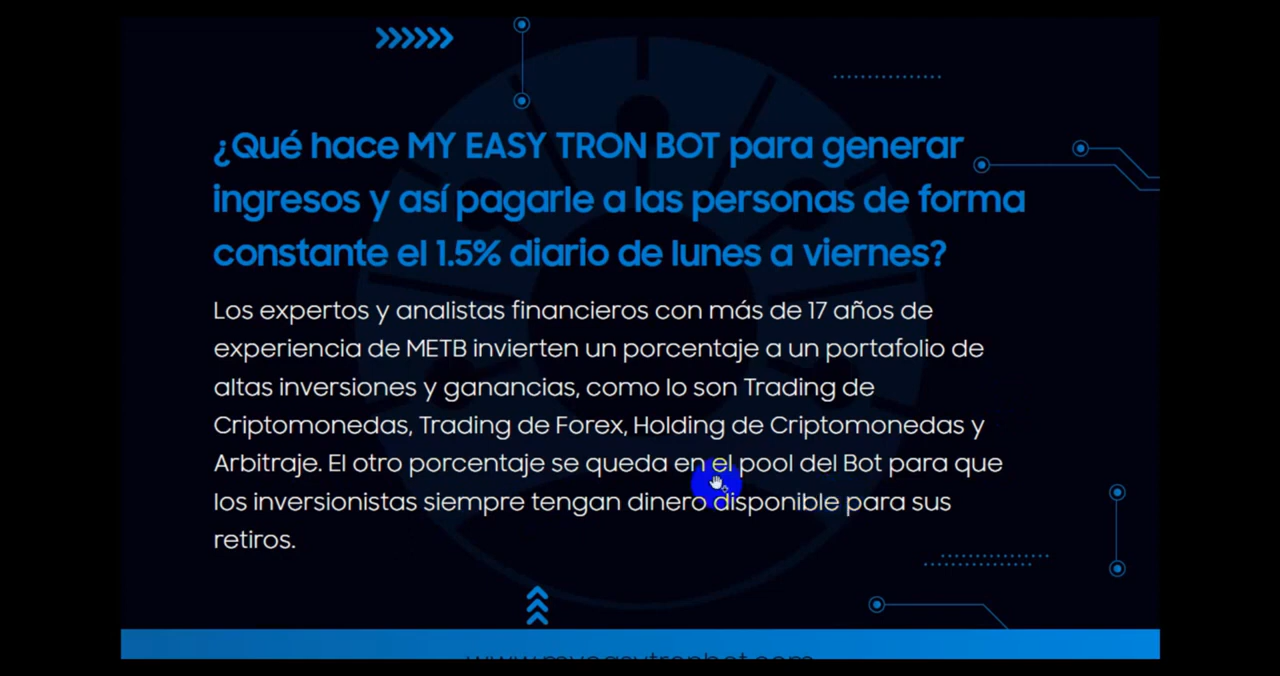 ¿Qué hace MY EASY TRON BOT para generar
ingresos y así pagarle a las personas de forma
constante el 1.5% diario de lunes a viernes?
Los expertos y analistas financieros con más de 17 años de
experiencia de METB invierten un porcentaje a un portafolio de
altas inversiones y ganancias, como lo son Trading de
Criptomonedas, Trading de Forex, Holding de Criptomonedas y
Arbitraje. El otro porcentaje se queda en el pool del Bot para que
los inversionistas siempre tengan dinero disponible para sus
retiros.
www.myeasytronbot.com